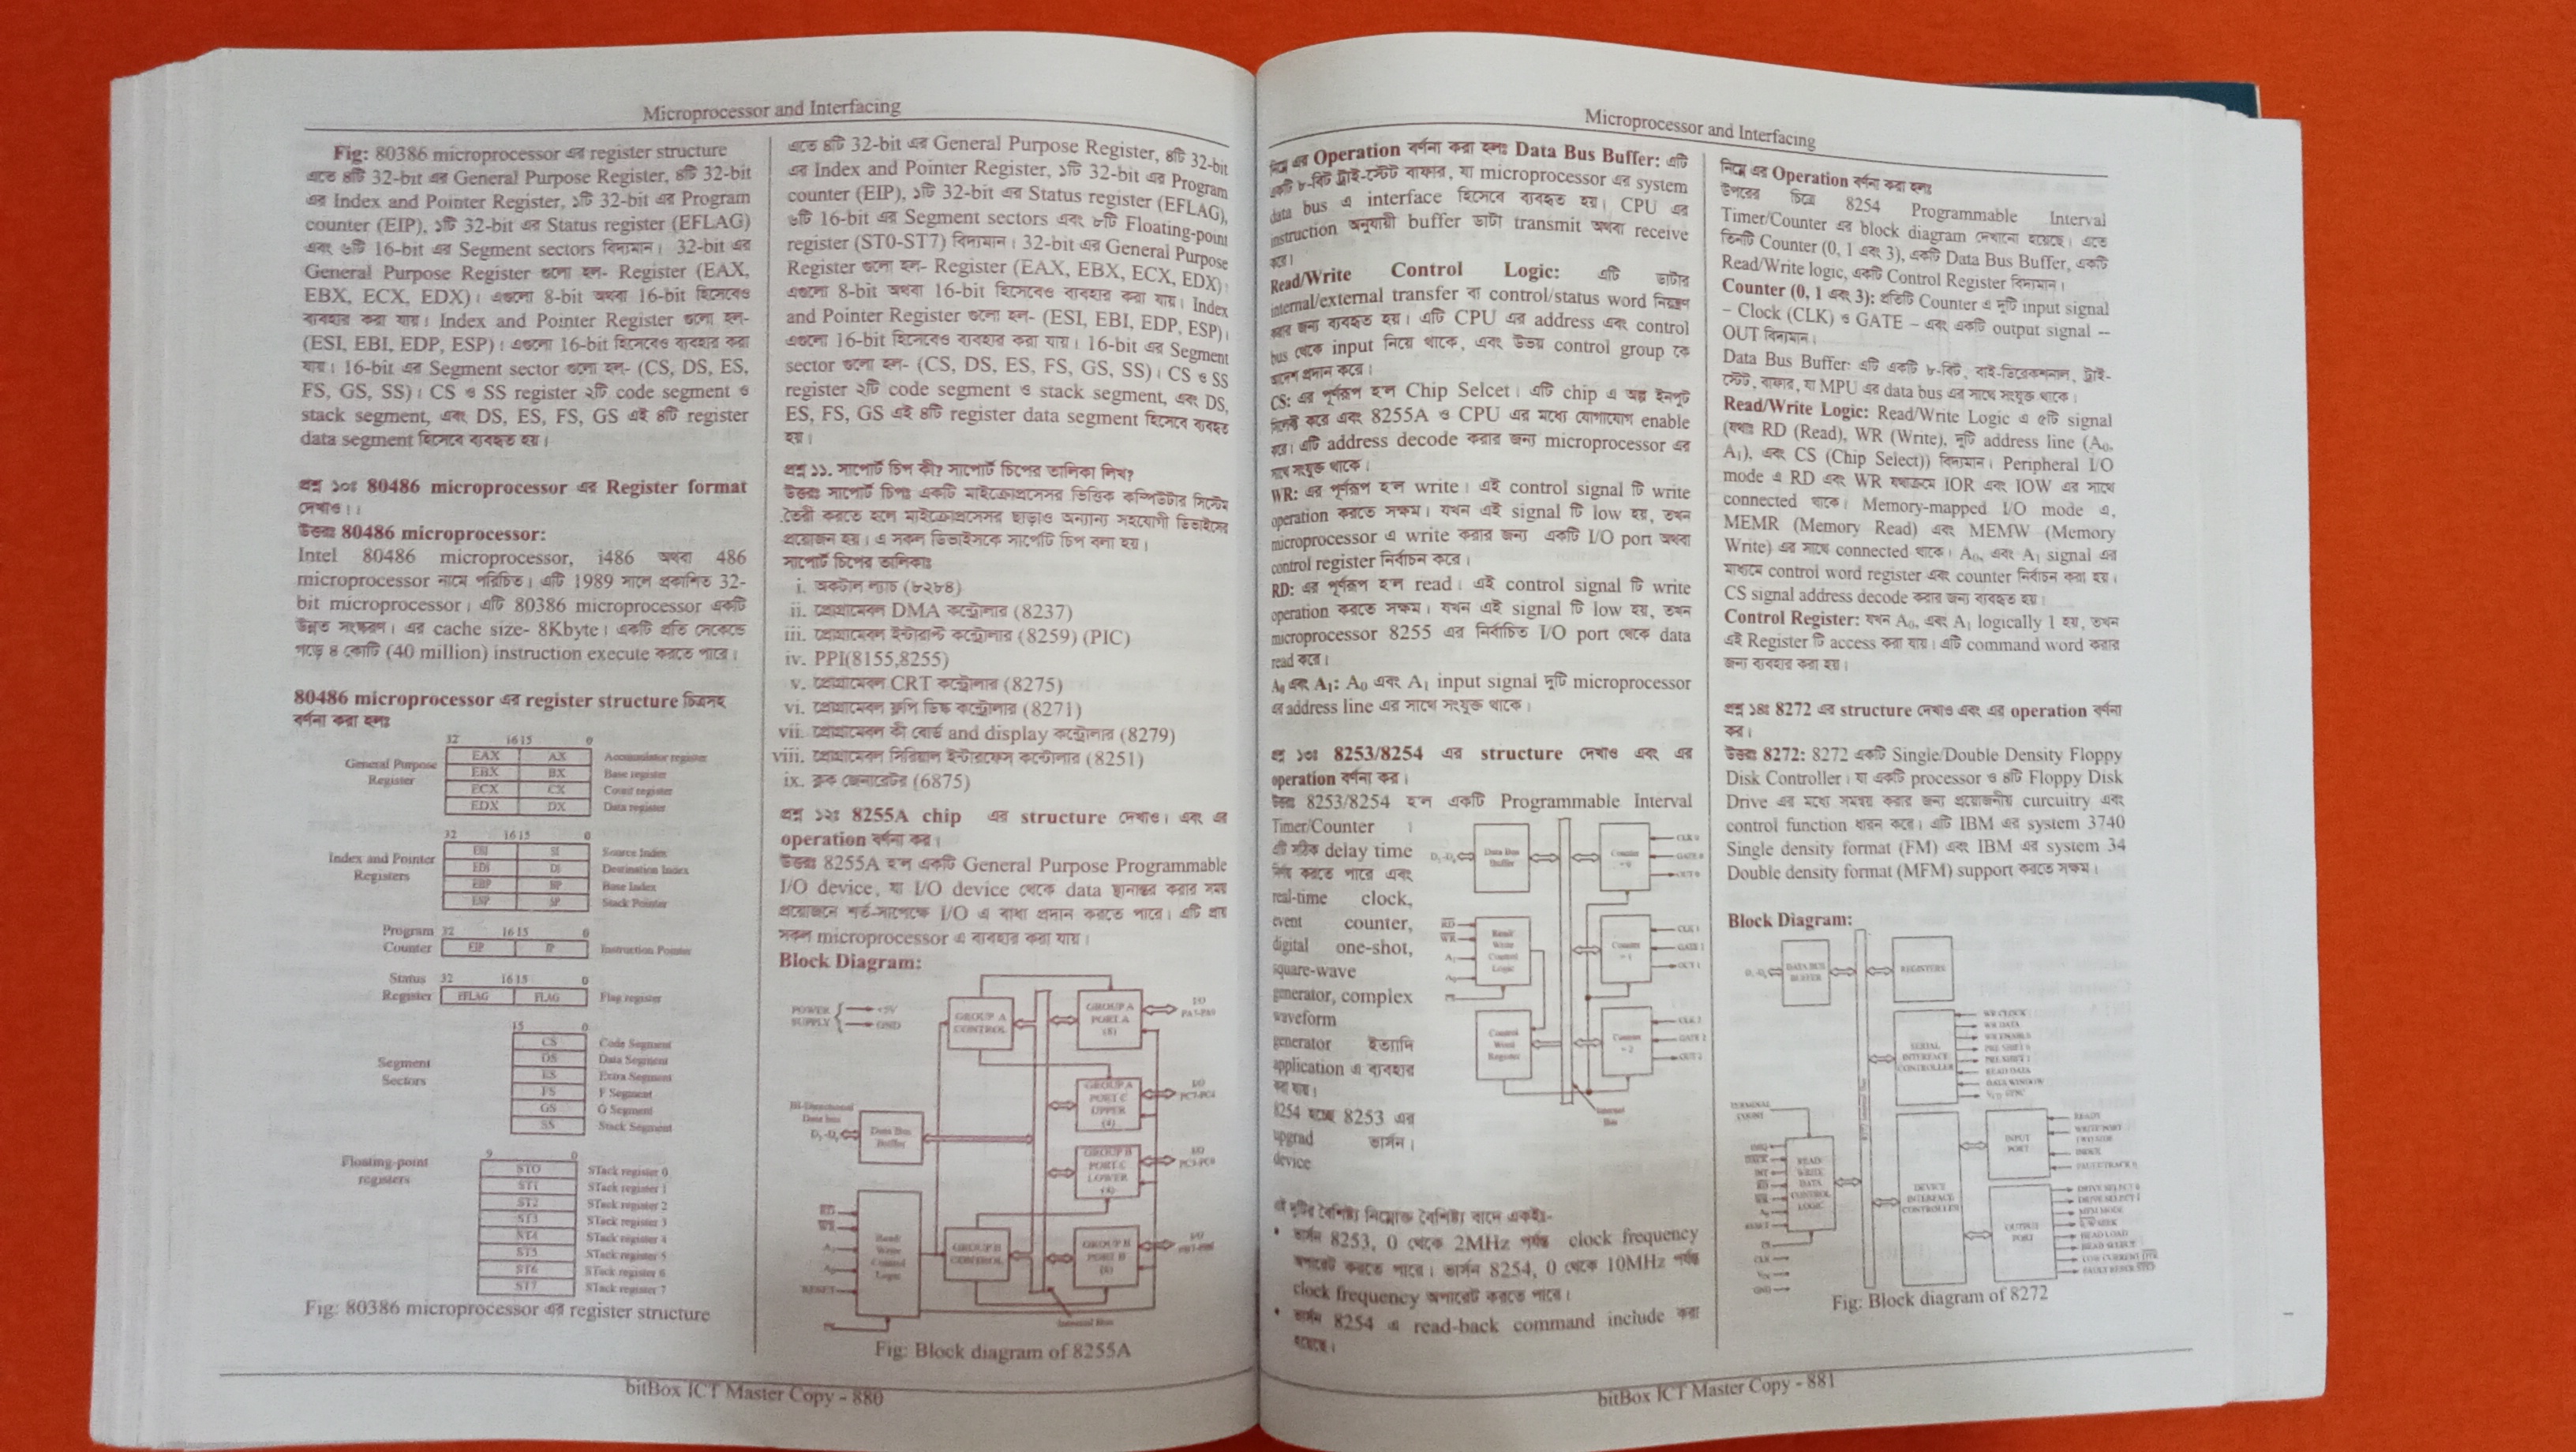 Microprocessor and Interfacing
Fig: 80386 microprocessor এর register structure
এতে ৪টি 32-bit এর General Purpose Register, ৪টি 32-bit
এর Index and Pointer Register, ১টি 32-bit এর Program
counter (EIP), ১টি 32-bit এর Status register (EFLAG)
এবং ৬টি 16-bit এর Segment sectors বিদ্যমান। 32-bit এর
General Purpose Register গুলো হল- Register (EAX,
EBX, ECX, EDX)। এগুলো 8-bit অথবা 16-bit হিসেবেও
ব্যবহার করা যায়। Index and Pointer Register গুলো হল-
(ESI, EBI, EDP, ESP)। এগুলো 16-bit হিসেবেও ব্যবহার করা
যায়। 16-bit এর Segment sector গুলো হল- (CS, DS, ES,
FS, GS, SS)। CS ও SS register ২টি code segment ও
stack segment, এবং DS, ES, FS, GS এই ৪টি register
data segment হিসেবে ব্যবহৃত হয়।
প্রশ্ন ১০ঃ 80486 microprocessor এর Register format
দেখাও।।
উত্তরঃ 80486 microprocessor:
Intel 80486 microprocessor, i486 অথবা 486
microprocessor নামে পরিচিত। এটি 1989 সালে প্রকাশিত 32-
bit microprocessor। এটি 80386 microprocessor একটি
উন্নত সংস্করণ। এর cache size- 8Kbyte। একটি প্রতি সেকেন্ডে
গড়ে ৪ কোটি (40 million) instruction execute করতে পারে।
80486 microprocessor এর register structure চিত্রসহ
বর্ণনা করা হলঃ
32 1615 0
General Purpose Register
EAX AX Accumulator register
EBX BX Base register
ECX CX Count register
EDX DX Data register
32 1615 0
Index and Pointer Registers
SI Source Index
EDI DI Destination Index
EBP BP Base Index
ESP SP Stack Pointer
Program Counter
32 1615 0
EIP IP Instruction Pointer
Status Register
32 1615 0
EFLAG FLAG Flag register
15 0
Segment Sectors
CS Code Segment
DS Data Segment
ES Extra Segment
FS F Segment
GS G Segment
SS Stack Segment
9 0
Floating-point registers
STO STack register 0
ST1 STack register 1
ST2 STack register 2
ST3 STack register 3
ST4 STack register 4
ST5 STack register 5
ST6 STack register 6
ST7 STack register 7
Fig: 80386 microprocessor এর register structure
এতে ৪টি 32-bit এর General Purpose Register, ৪টি 32-bit
এর Index and Pointer Register, ১টি 32-bit এর Program
counter (EIP), ১টি 32-bit এর Status register (EFLAG),
৬টি 16-bit এর Segment sectors এবং ৮টি Floating-point
register (ST0-ST7) বিদ্যমান। 32-bit এর General Purpose
Register গুলো হল- Register (EAX, EBX, ECX, EDX)।
এগুলো 8-bit অথবা 16-bit হিসেবেও ব্যবহার করা যায়। Index
and Pointer Register গুলো হল- (ESI, EBI, EDP, ESP)।
এগুলো 16-bit হিসেবেও ব্যবহার করা যায়। 16-bit এর Segment
sector গুলো হল- (CS, DS, ES, FS, GS, SS)। CS ও SS
register ২টি code segment ও stack segment, এবং DS,
ES, FS, GS এই ৪টি register data segment হিসেবে ব্যবহৃত
হয়।
প্রশ্ন ১১. সাপোর্ট চিপ কী? সাপোর্ট চিপের তালিকা লিখ?
উত্তরঃ সাপোর্ট চিপঃ একটি মাইক্রোপ্রসেসর ভিত্তিক কম্পিউটার সিস্টেম
তৈরী করতে হলে মাইক্রোপ্রসেসর ছাড়াও অন্যান্য সহযোগী ডিভাইসের
প্রয়োজন হয়। এ সকল ডিভাইসকে সাপোর্ট চিপ বলা হয়।
সাপোর্ট চিপের তালিকাঃ
i. অকটাল ল্যাচ (৮২৮৪)
ii. প্রোগ্রামেবল DMA কন্ট্রোলার (8237)
iii. প্রোগ্রামেবল ইন্টারাপ্ট কন্ট্রোলার (8259) (PIC)
iv. PPI(8155,8255)
v. প্রোগ্রামেবল CRT কন্ট্রোলার (8275)
vi. প্রোগ্রামেবল ফ্লপি ডিস্ক কন্ট্রোলার (8271)
vii. প্রোগ্রামেবল কী বোর্ড and display কন্ট্রোলার (8279)
viii. প্রোগ্রামেবল সিরিয়াল ইন্টারফেস কন্টোলার (8251)
ix. ক্লক জেনারেটর (6875)
প্রশ্ন ১২ঃ 8255A chip এর structure দেখাও। এবং এর
operation বর্ণনা কর।
উত্তরঃ 8255A হ'ল একটি General Purpose Programmable
I/O device, যা I/O device থেকে data স্থানান্তর করার সময়
প্রয়োজনে শর্ত-সাপেক্ষে I/O এ বাধা প্রদান করতে পারে। এটি প্রায়
সকল microprocessor এ ব্যবহার করা যায়।
Block Diagram:
POWER SUPPLY +5V GND
GROUP A CONTROL
GROUP A PORT A (8)
I/O PA7-PA0
GROUP A PORT C UPPER (4)
I/O PC7-PC4
Bi-Directional Data bus
D7-D0
Data Bus Buffer
GROUP B PORT C LOWER (4)
I/O PC3-PC0
RD
WR
A1
A0
RESET
Read/ Write Control Logic
GROUP B CONTROL
GROUP B PORT B (8)
I/O PB7-PB0
Internal Bus
Fig: Block diagram of 8255A
bitBox ICT Master Copy - 880
Microprocessor and Interfacing
নিম্নে এর Operation বর্ণনা করা হলঃ Data Bus Buffer: এটি
একটি ৮-বিট ট্রাই-স্টেট বাফার, যা microprocessor এর system
data bus এ interface হিসেবে ব্যবহৃত হয়। CPU এর
instruction অনুযায়ী buffer ডাটা transmit অথবা receive
করে।
Read/Write Control Logic: এটি ডাটার
internal/external transfer বা control/status word নিয়ন্ত্রণ
করার জন্য ব্যবহৃত হয়। এটি CPU এর address এবং control
bus থেকে input নিয়ে থাকে, এবং উভয় control group কে
আদেশ প্রদান করে।
CS: এর পূর্ণরূপ হ'ল Chip Selcet। এটি chip এ অল্প ইনপুট
সিলেক্ট করে এবং 8255A ও CPU এর মধ্যে যোগাযোগ enable
করে। এটি address decode করার জন্য microprocessor এর
সাথে সংযুক্ত থাকে।
WR: এর পূর্ণরূপ হ'ল write। এই control signal টি write
operation করতে সক্ষম। যখন এই signal টি low হয়, তখন
microprocessor এ write করার জন্য একটি I/O port অথবা
control register নির্বাচন করে।
RD: এর পূর্ণরূপ হ'ল read। এই control signal টি write
operation করতে সক্ষম। যখন এই signal টি low হয়, তখন
microprocessor 8255 এর নির্বাচিত I/O port থেকে data
read করে।
A0 এবং A1: A0 এবং A1 input signal দুটি microprocessor
এর address line এর সাথে সংযুক্ত থাকে।
প্রশ্ন ১৩ঃ 8253/8254 এর structure দেখাও এবং এর
operation বর্ণনা কর।
উত্তরঃ 8253/8254 হ'ল একটি Programmable Interval
Timer/Counter ।
এটি সঠিক delay time
নির্ণয় করতে পারে এবং
real-time clock,
event counter,
digital one-shot,
square-wave
generator, complex
waveform
generator ইত্যাদি
application এ ব্যবহার
করা যায়।
8254 হচ্ছে 8253 এর
upgrad ভার্সন।
device
D7-D0
Data Bus Buffer
Counter = 0
CLK 0
GATE 0
OUT 0
RD
WR
A1
A0
Read/ Write Control Logic
Counter = 1
CLK 1
GATE 1
OUT 1
Control Word Register
Counter = 2
CLK 2
GATE 2
OUT 2
Internal Bus
এই দুটির বৈশিষ্ট্য নিম্নোক্ত বৈশিষ্ট্য বাদে একইঃ-
• ভার্সন 8253, 0 থেকে 2MHz পর্যন্ত clock frequency
অপারেট করতে পারে। ভার্সন 8254, 0 থেকে 10MHz পর্যন্ত
clock frequency অপারেট করতে পারে।
• ভার্সন 8254 এ read-back command include করা
হয়েছে।
নিম্নে এর Operation বর্ণনা করা হলঃ
উপরের চিত্রে 8254 Programmable Interval
Timer/Counter এর block diagram দেখানো হয়েছে। এতে
তিনটি Counter (0, 1 এবং 3), একটি Data Bus Buffer, একটি
Read/Write logic, একটি Control Register বিদ্যমান।
Counter (0, 1 এবং 3): প্রতিটি Counter এ দুটি input signal
– Clock (CLK) ও GATE – এবং একটি output signal –
OUT বিদ্যমান।
Data Bus Buffer: এটি একটি ৮-বিট, বাই-ডিরেকশনাল, ট্রাই-
স্টেট, বাফার, যা MPU এর data bus এর সাথে সংযুক্ত থাকে।
Read/Write Logic: Read/Write Logic এ ৫টি signal
(যথাঃ RD (Read), WR (Write), দুটি address line (A0,
A1), এবং CS (Chip Select)) বিদ্যমান। Peripheral I/O
mode এ RD এবং WR যথাক্রমে IOR এবং IOW এর সাথে
connected থাকে। Memory-mapped I/O mode এ,
MEMR (Memory Read) এবং MEMW (Memory
Write) এর সাথে connected থাকে। A0, এবং A1 signal এর
মাধ্যমে control word register এবং counter নির্বাচন করা হয়।
CS signal address decode করার জন্য ব্যবহৃত হয়।
Control Register: যখন A0, এবং A1 logically 1 হয়, তখন
এই Register টি access করা যায়। এটি command word করার
জন্য ব্যবহার করা হয়।
প্রশ্ন ১৪ঃ 8272 এর structure দেখাও এবং এর operation বর্ণনা
কর।
উত্তরঃ 8272: 8272 একটি Single/Double Density Floppy
Disk Controller। যা একটি processor ও ৪টি Floppy Disk
Drive এর মধ্যে সমন্বয় করার জন্য প্রয়োজনীয় curcuitry এবং
control function ধারন করে। এটি IBM এর system 3740
Single density format (FM) এবং IBM এর system 34
Double density format (MFM) support করতে সক্ষম।
Block Diagram:
DATA BUS BUFFER
REGISTERS
SERIAL INTERFACE CONTROLLER
WR CLOCK
WR DATA
WR ENABLE
READ DATA
DATA WINDOW
TERMINAL COUNT
READ WRITE DATA CONTROL LOGIC
RESET
CLK
DEVICE INTERFACE CONTROLLER
INPUT PORT
READY
INDEX
OUTPUT PORT
MFM MODE
HEAD LOAD
HEAD SELECT
Fig: Block diagram of 8272
bitBox ICT Master Copy - 881